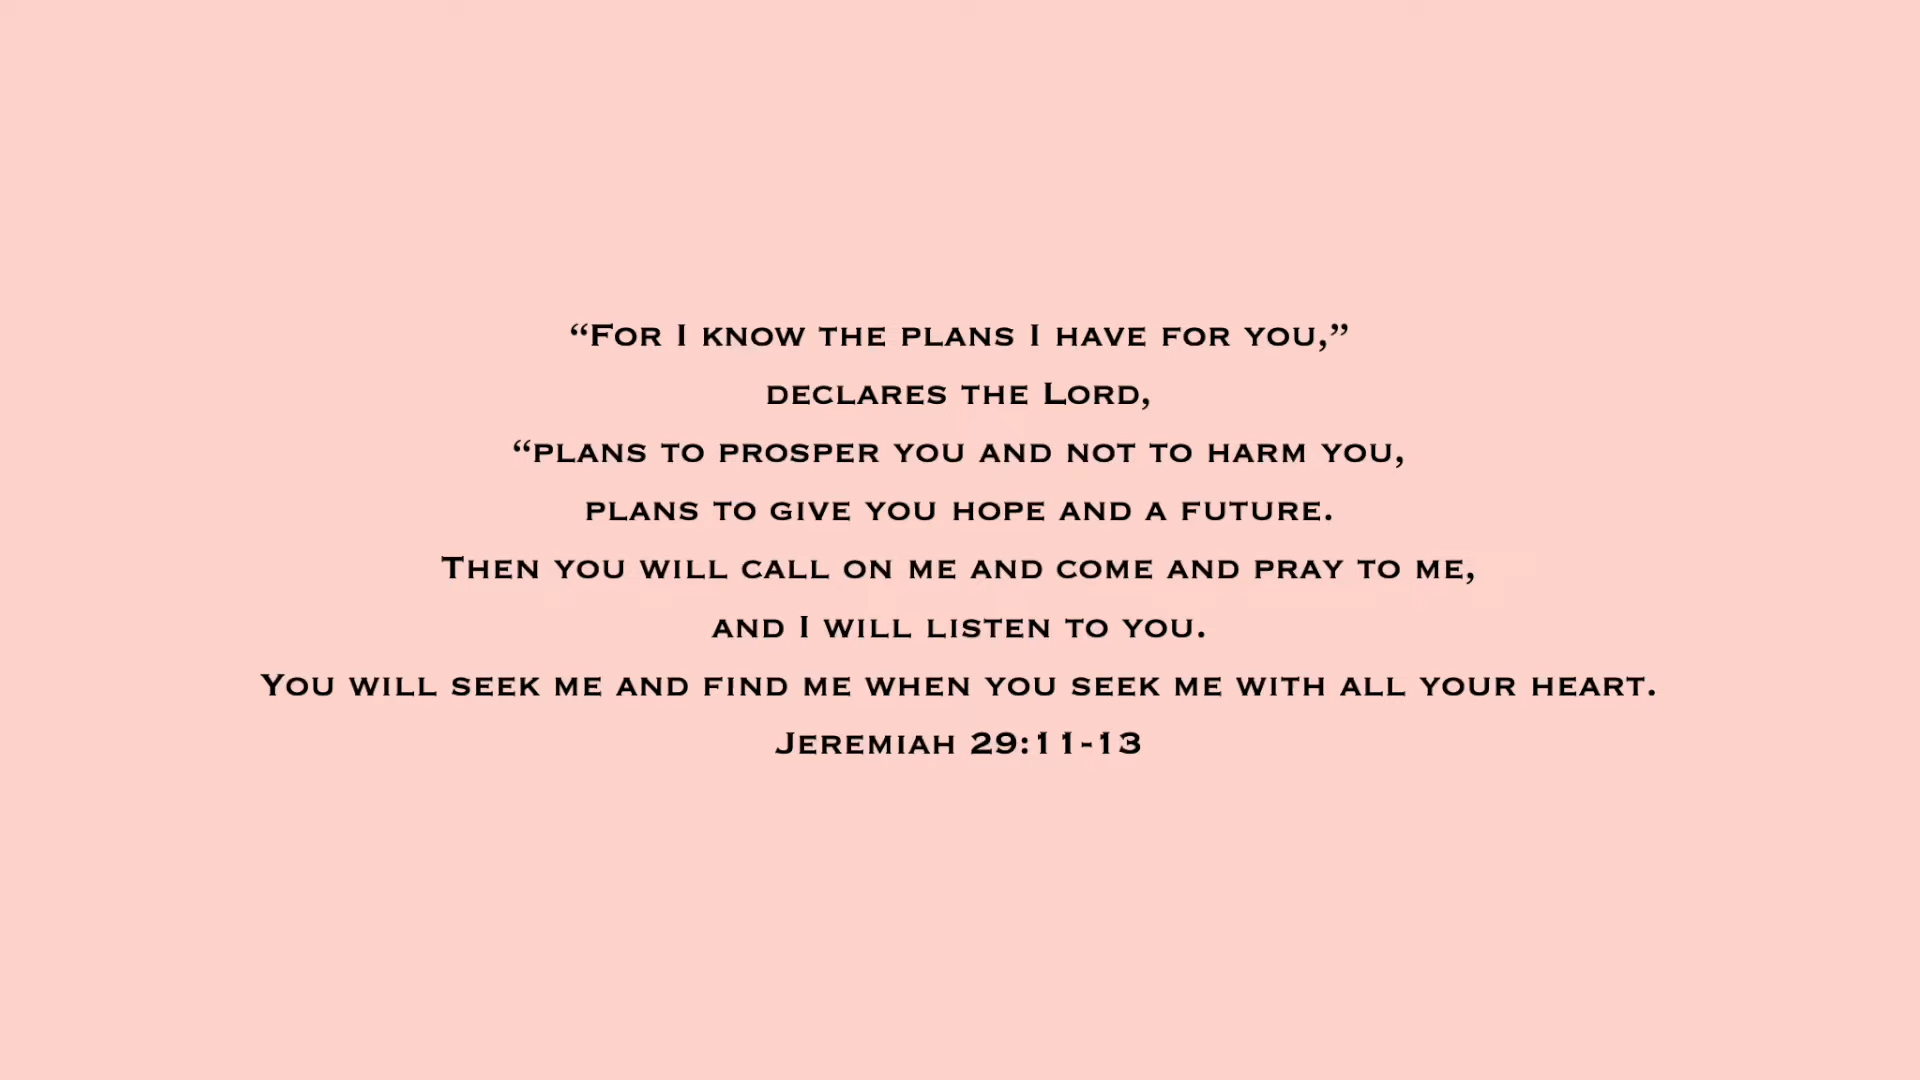 “For I know the plans I have for you,”
declares the Lord,
“plans to prosper you and not to harm you,
plans to give you hope and a future.
Then you will call on me and come and pray to me,
and I will listen to you.
You will seek me and find me when you seek me with all your heart.
Jeremiah 29:11-13